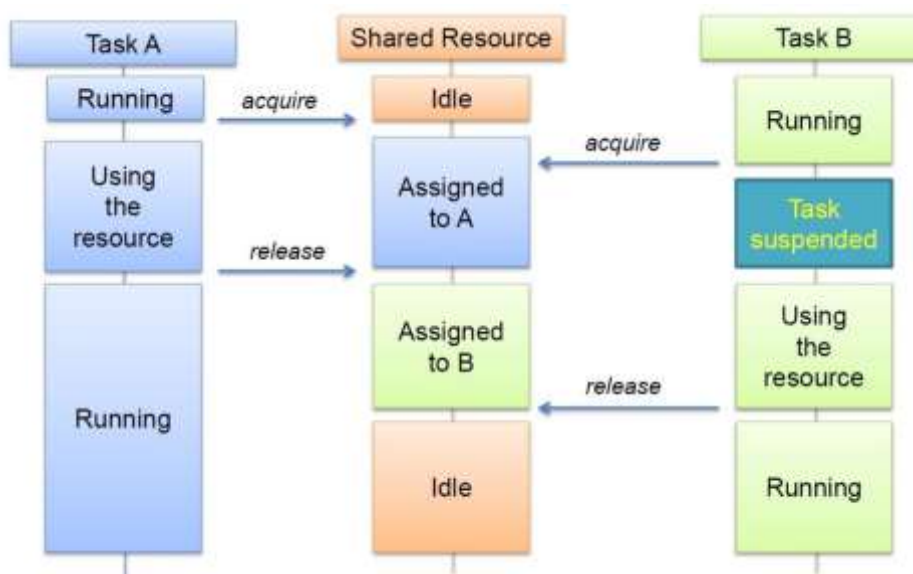 Task A
Shared Resource
Task B
Running
acquire
Idle
Running
acquire
Using
the
resource
Assigned
to A
Task
suspended
release
Assigned
to B
Using
the
resource
release
Running
Idle
Running